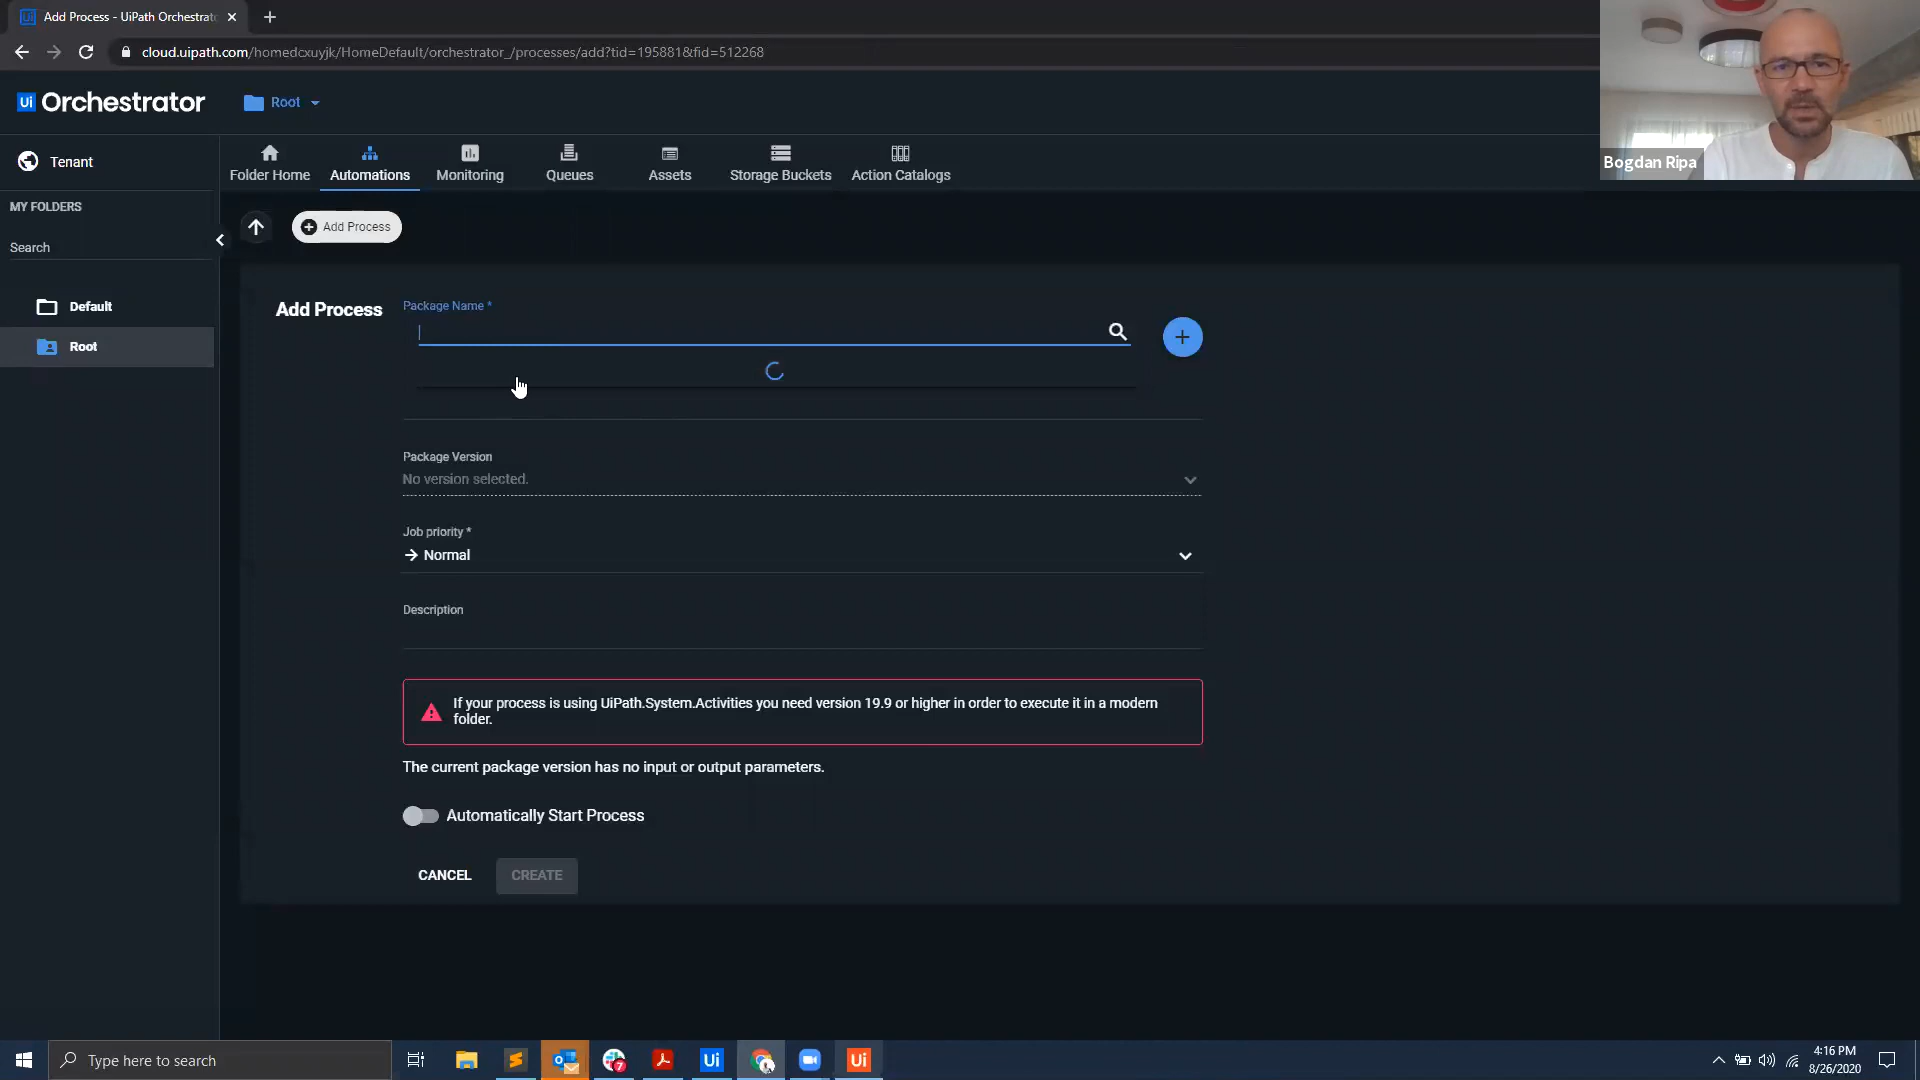 Add Process - UiPath Orchestrato
cloud.uipath.com/homedcxuyjk/HomeDefault/orchestrator_/processes/add?tid=195881&fid=512268
Ui Orchestrator
Root
Bogdan Ripa
Tenant
Folder Home
Automations
Monitoring
Queues
Assets
Storage Buckets
Action Catalogs
MY FOLDERS
Add Process
Search
Default
Root
Add Process
Package Name *
Package Version
No version selected.
Job priority *
Normal
Description
If your process is using UiPath.System.Activities you need version 19.9 or higher in order to execute it in a modern
folder.
The current package version has no input or output parameters.
Automatically Start Process
CANCEL
CREATE
Type here to search
7
Ui
Ui
4:16 PM
8/26/2020